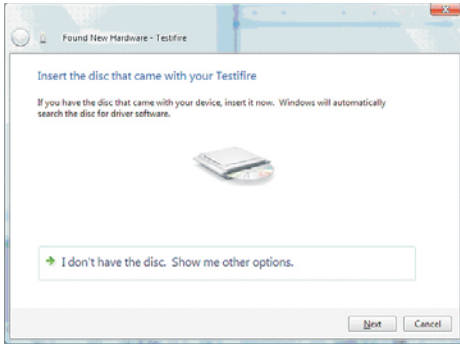 Found New Hardware - Testifire
Insert the disc that came with your Testifire
If you have the disc that came with your device, insert it now. Windows will automatically
search the disc for driver software.
I don't have the disc. Show me other options.
Next
Cancel